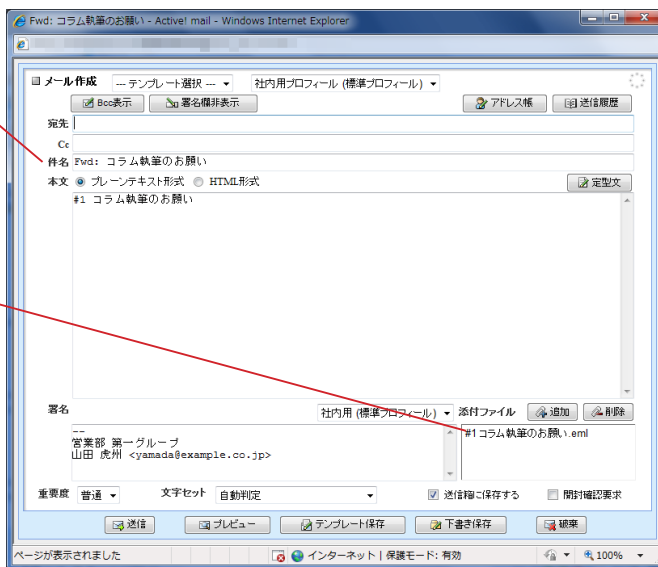 Fwd: コラム執筆のお願い - Active! mail - Windows Internet Explorer
メール作成 --- テンプレート選択 --- 社内用プロフィール (標準プロフィール)
Bcc表示 署名欄非表示 アドレス帳 送信履歴
宛先
Cc
件名 Fwd: コラム執筆のお願い
本文 プレーンテキスト形式 HTML形式 定型文
#1 コラム執筆のお願い
署名 社内用 (標準プロフィール) 添付ファイル 追加 削除
--
営業部 第一グループ
山田 虎州 <yamada@example.co.jp>
#1 コラム執筆のお願い.eml
重要度 普通 文字セット 自動判定 送信箱に保存する 開封確認要求
送信 プレビュー テンプレート保存 下書き保存 破棄
ページが表示されました インターネット | 保護モード: 有効 100%